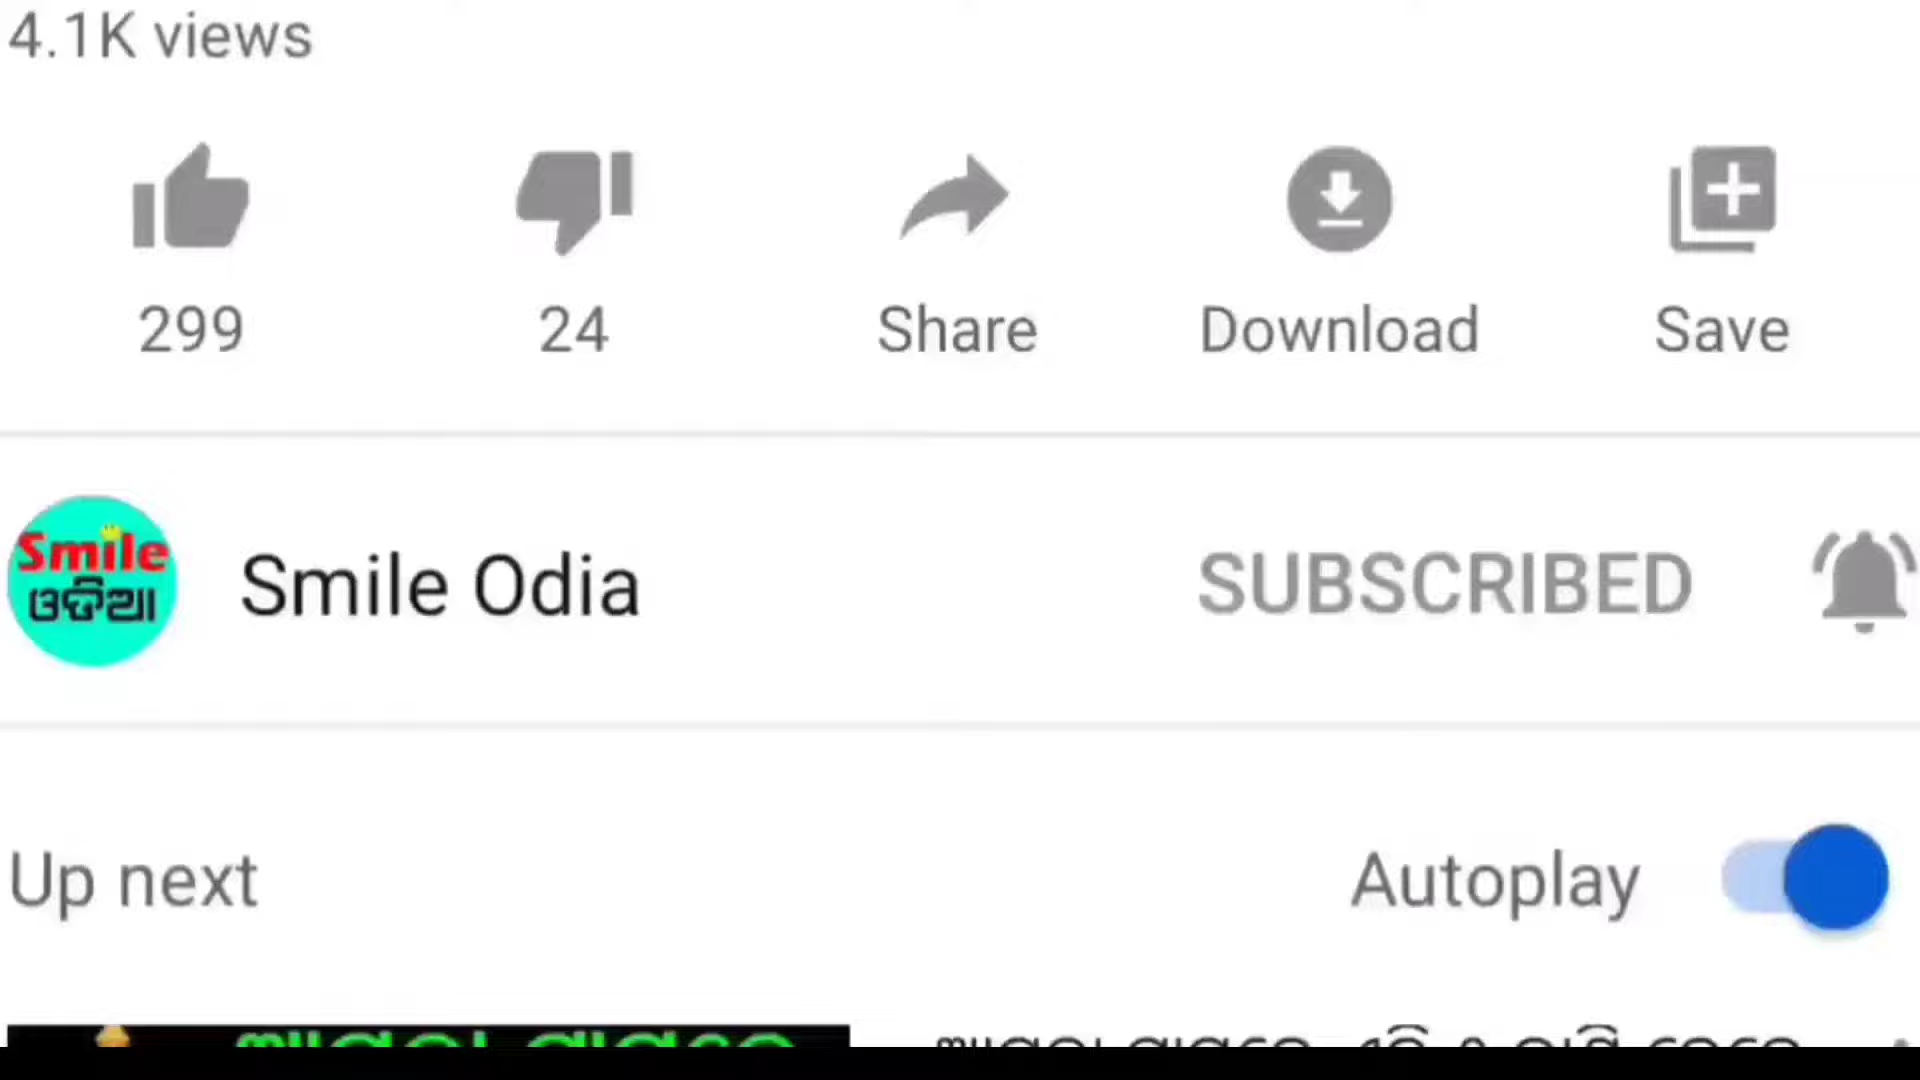 4.1K views
299
24
Share
Download
Save
Smile
ଓଡିଆ
Smile Odia
SUBSCRIBED
Up next
Autoplay